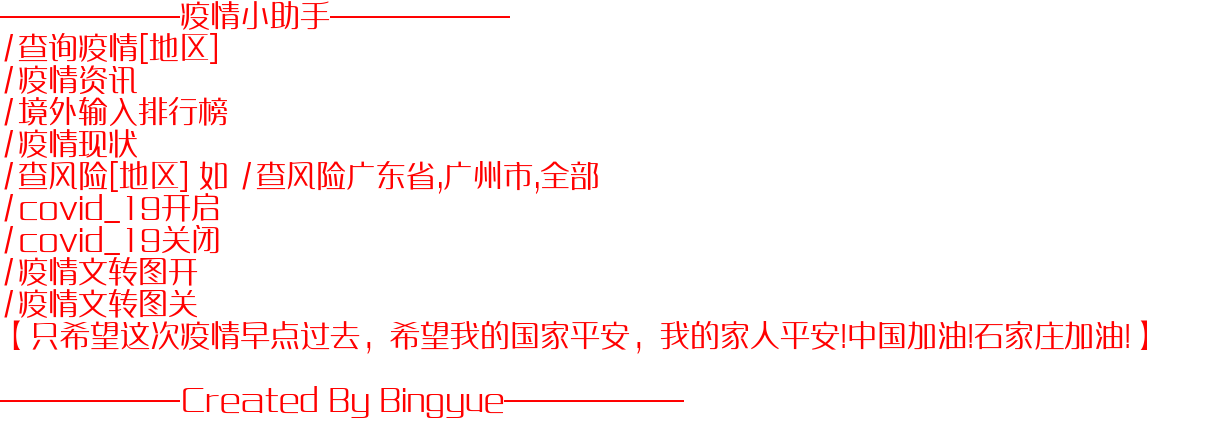 ——————疫情小助手——————
/查询疫情[地区]
/疫情资讯
/境外输入排行榜
/疫情现状
/查风险[地区] 如 /查风险广东省,广州市,全部
/covid_19开启
/covid_19关闭
/疫情文转图开
/疫情文转图关
【只希望这次疫情早点过去，希望我的国家平安，我的家人平安!中国加油!石家庄加油!】
——————Created By Bingyue——————